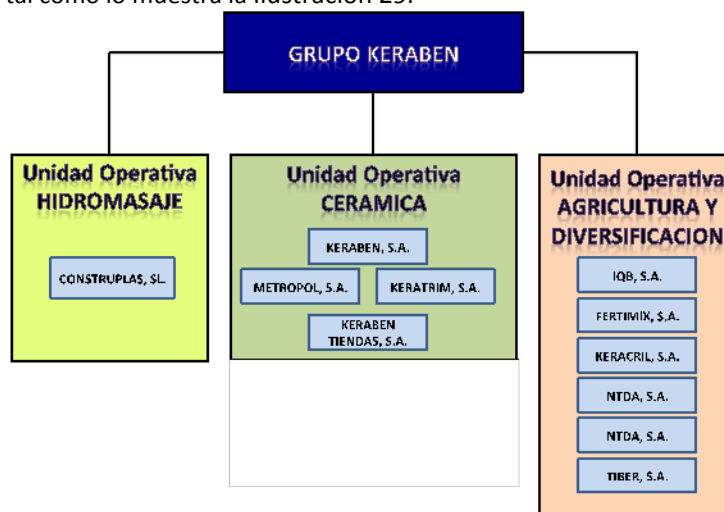 tal como lo muestra la Ilustración 29.
GRUPO KERABEN
Unidad Operativa
HIDROMASAJE
CONSTRUPLAS, SL.
Unidad Operativa
CERAMICA
KERABEN, S.A.
METROPOL, S.A.
KERATRIM, S.A.
KERABEN
TIENDAS, S.A.
Unidad Operativa
AGRICULTURA Y
DIVERSIFICACION
IQB, S.A.
FERTIMIX, S.A.
KERACRIL, S.A.
NTDA, S.A.
NTDA, S.A.
TIBER, S.A.